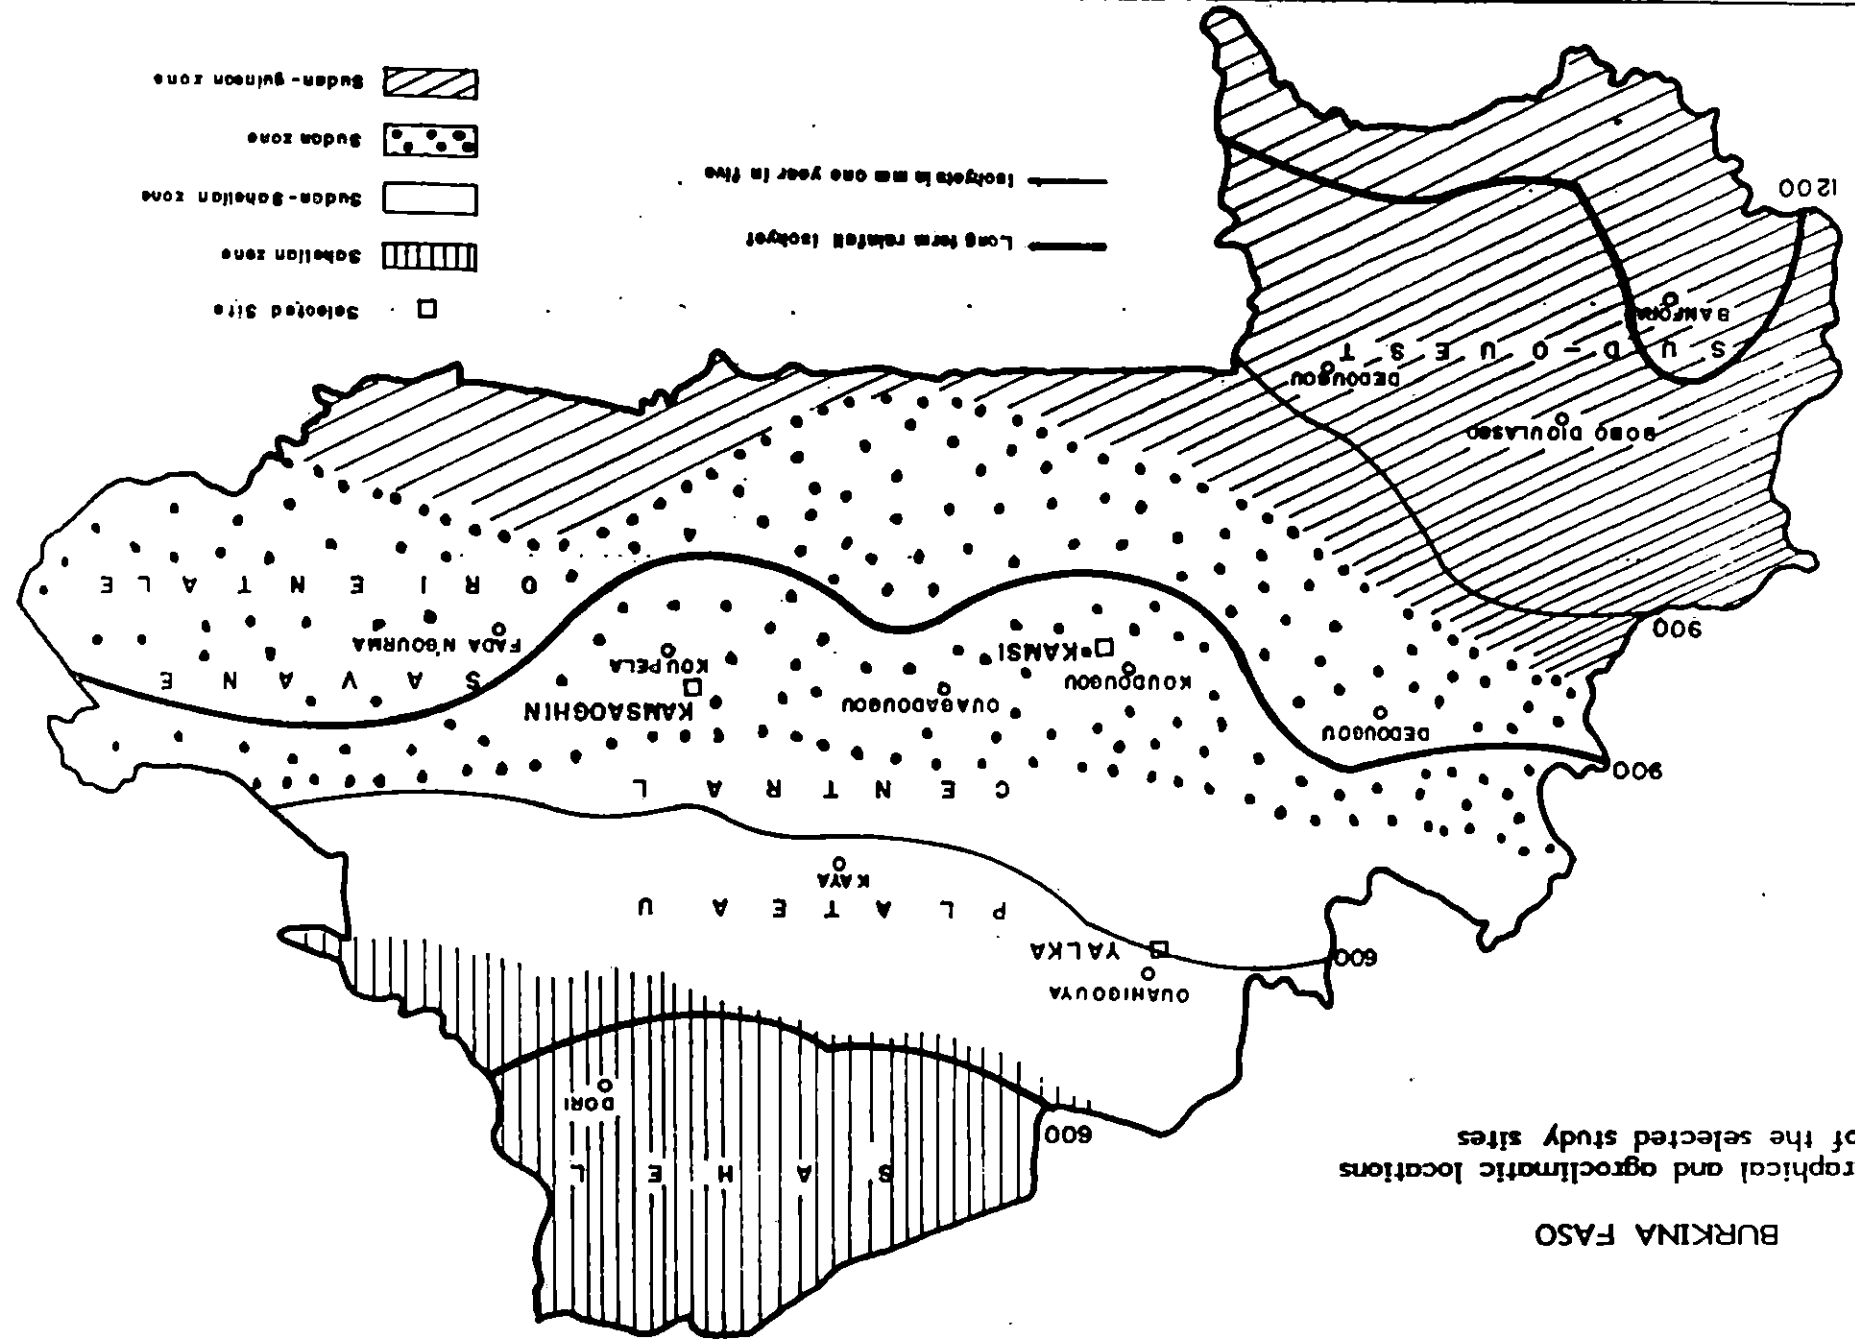 BURKINA FASO
raphical and agroclimatic locations
of the selected study sites
S A H E L
600
DORI
OUAHIGOUYA
YALKA
600
P L A T E A U
KAYA
C E N T R A L
900
DEDOUGOU
KOUDOUGOU
KAMSI
OUAGADOUGOU
KAMSAOGHIN
KOUPELA
S A V A N E
FADA N'GOURMA
O R I E N T A L E
900
BOBO DIOULASSO
DEDOUGOU
S U D - O U E S T
BANFORA
1200
Selected Site
Sahelian zone
Sudan-Sahelian zone
Sudan zone
Sudan-guinean zone
Long term rainfall isohyet
Isohyets in mm one year in five